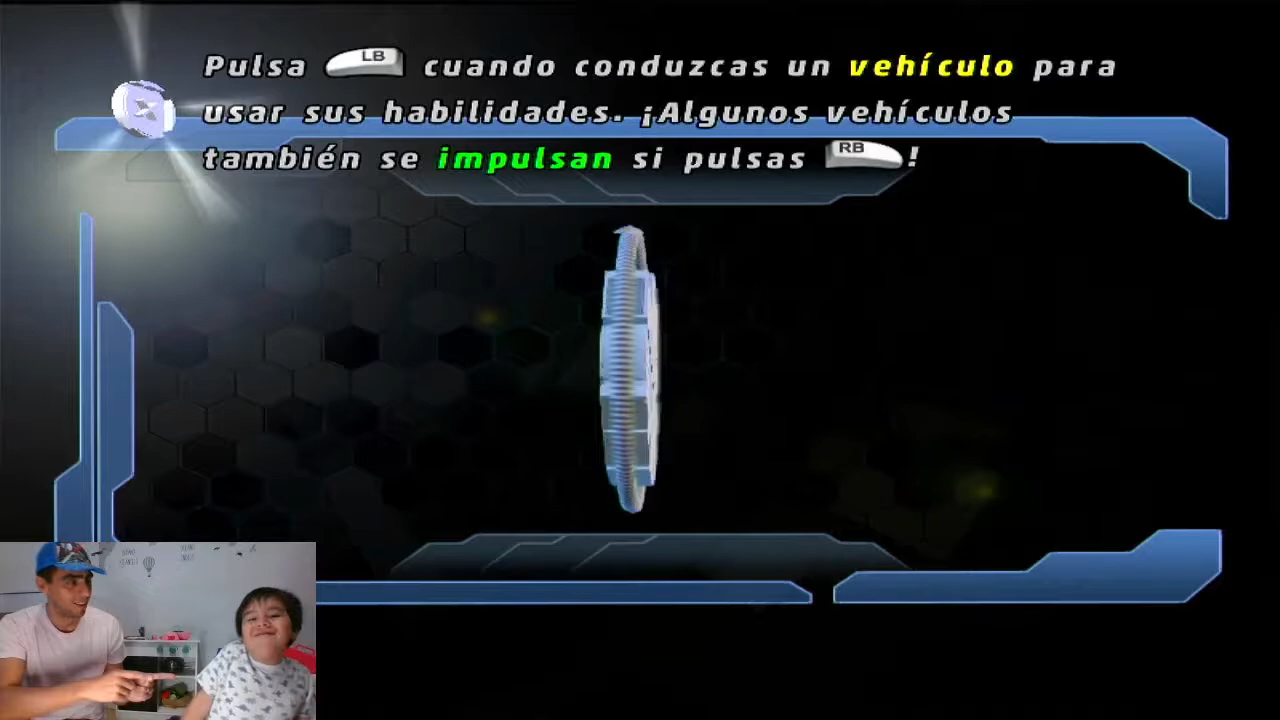 Pulsa LB cuando conduzcas un vehículo para
usar sus habilidades. ¡Algunos vehículos
también se impulsan si pulsas RB!